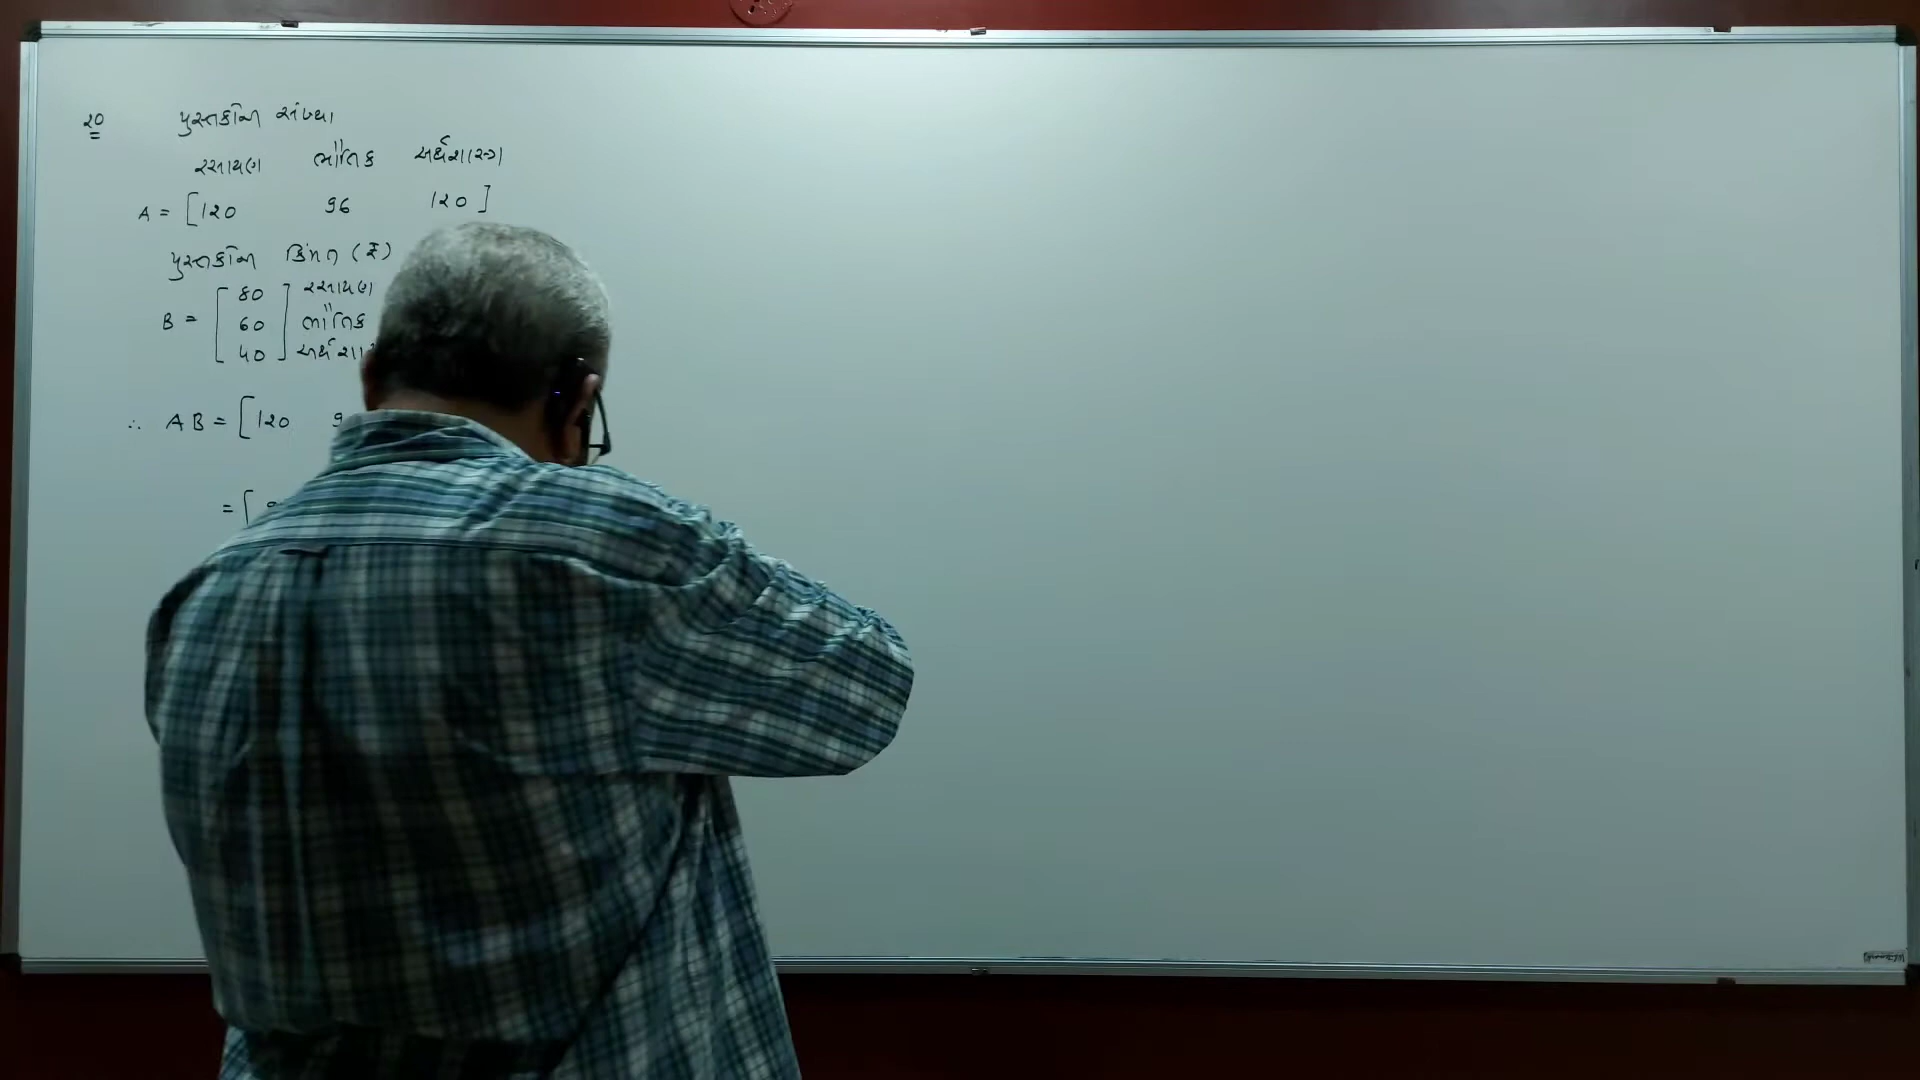 20 પુસ્તકોની સંખ્યા
રસાયણ ભૌતિક અર્થશાસ્ત્ર
A = [120 96 120]
પુસ્તકોની કિંમત (₹)
80 રસાયણ
B = [60] ભૌતિક
40
∴ AB = [120
= [